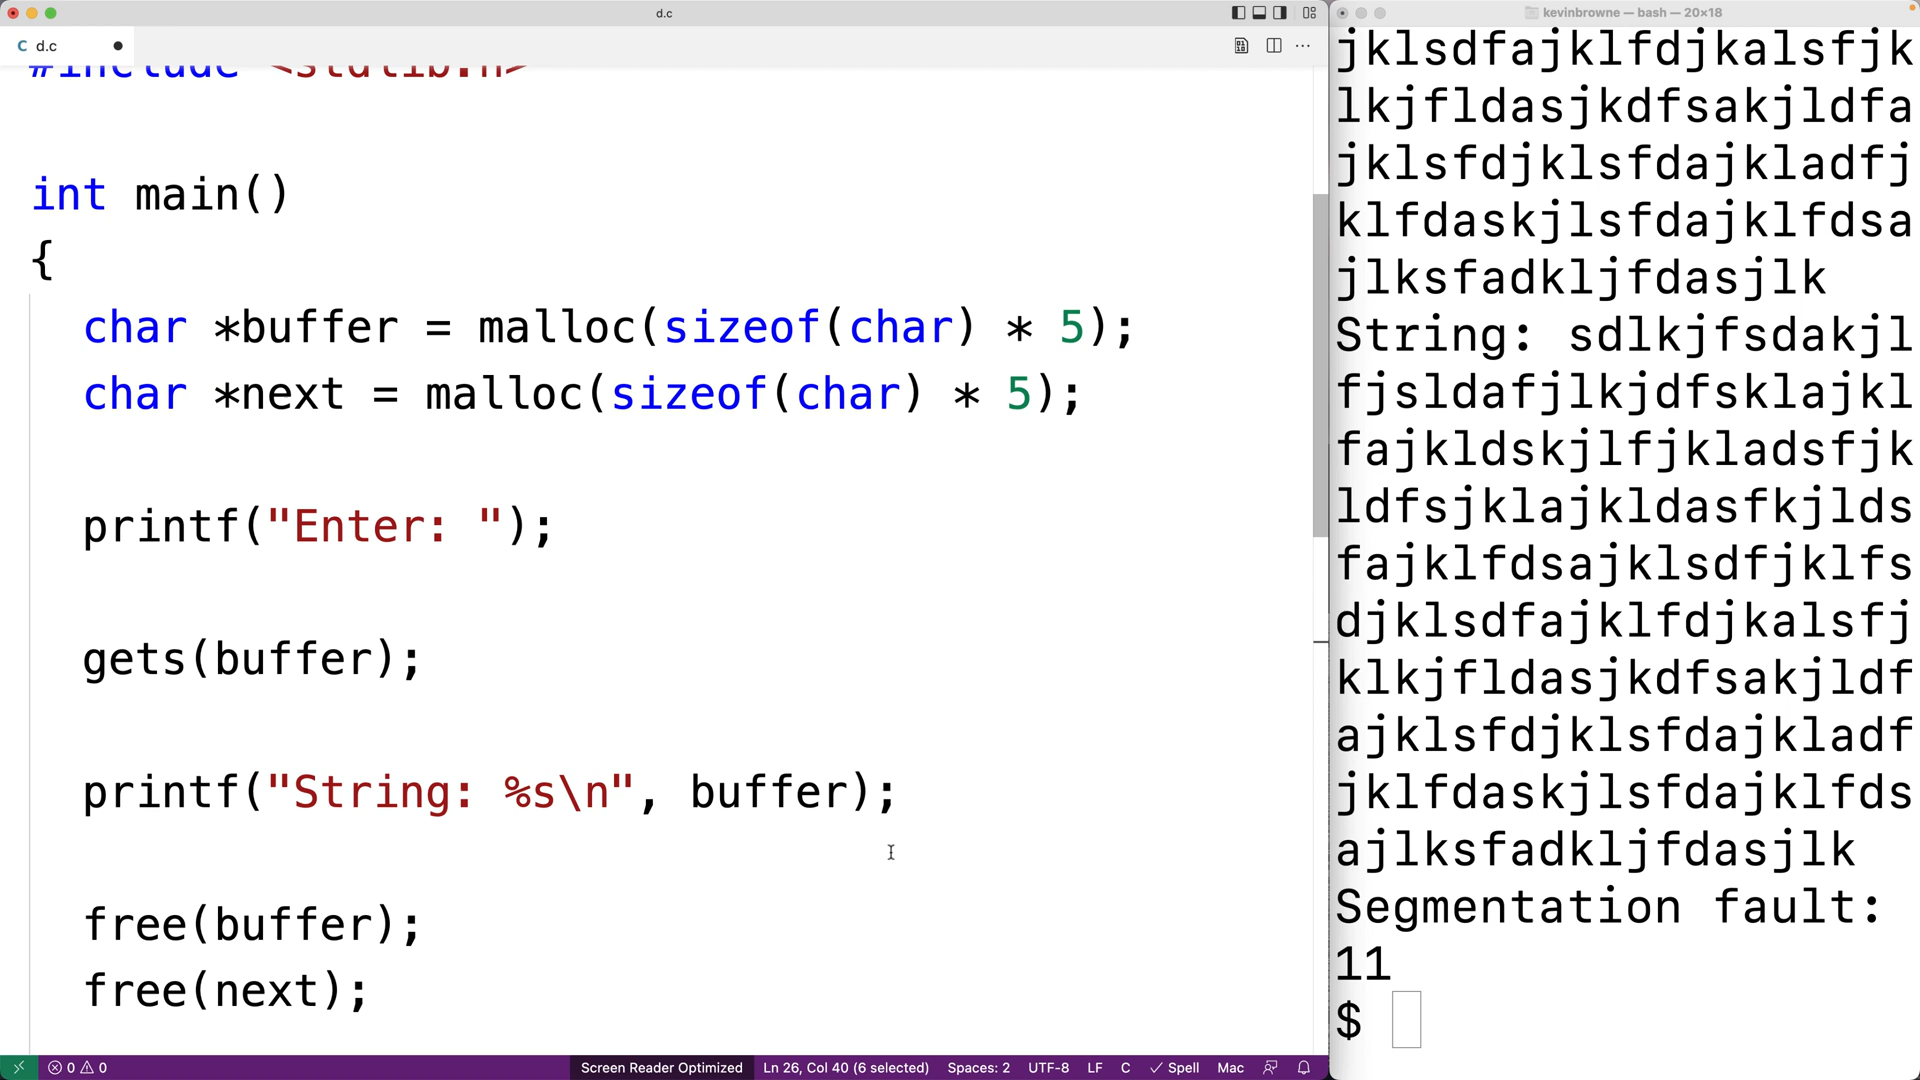 d.c
C d.c
#include <stdlib.h>
int main()
{
char *buffer = malloc(sizeof(char) * 5);
char *next = malloc(sizeof(char) * 5);
printf("Enter: ");
gets(buffer);
printf("String: %s\n", buffer);
free(buffer);
free(next);
0 0 Screen Reader Optimized Ln 26, Col 40 (6 selected) Spaces: 2 UTF-8 LF C Spell Mac
kevinbrowne — bash — 20×18
jklsdfajklfdjkalsfjk
lkjfldasjkdfsakjldfa
jklsfdjklsfdajkladfj
klfdaskjlsfdajklfdsa
jlksfadkljfdasjlk
String: sdlkjfsdakjl
fjsldafjlkjdfsklajkl
fajkldskjlfjkladsfjk
ldfsjklajkldasfkjlds
fajklfdsajklsdfjklfs
djklsdfajklfdjkalsfj
klkjfldasjkdfsakjldf
ajklsfdjklsfdajkladf
jklfdaskjlsfdajklfds
ajlksfadkljfdasjlk
Segmentation fault:
11
$